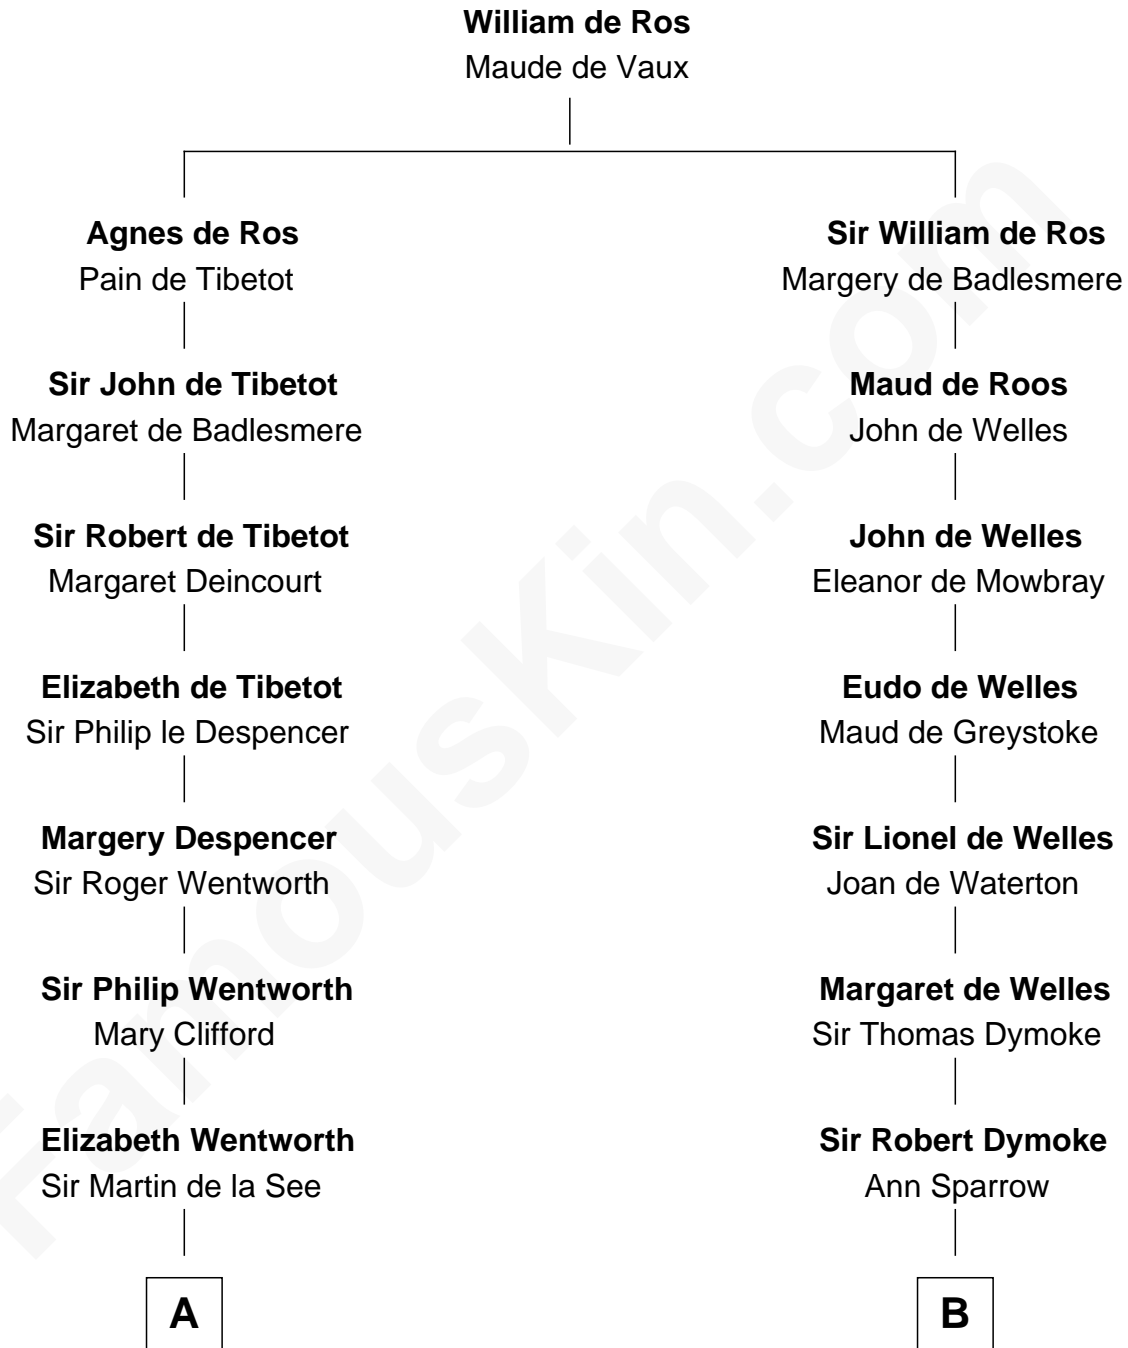 William de Ros
Maude de Vaux
Agnes de Ros
Pain de Tibetot
Sir John de Tibetot
Margaret de Badlesmere
Sir Robert de Tibetot
Margaret Deincourt
Elizabeth de Tibetot
Sir Philip le Despencer
Margery Despencer
Sir Roger Wentworth
Sir Philip Wentworth
Mary Clifford
Elizabeth Wentworth
Sir Martin de la See
A
Sir William de Ros
Margery de Badlesmere
Maud de Roos
John de Welles
John de Welles
Eleanor de Mowbray
Eudo de Welles
Maud de Greystoke
Sir Lionel de Welles
Joan de Waterton
Margaret de Welles
Sir Thomas Dymoke
Sir Robert Dymoke
Ann Sparrow
B
FamousKin.com